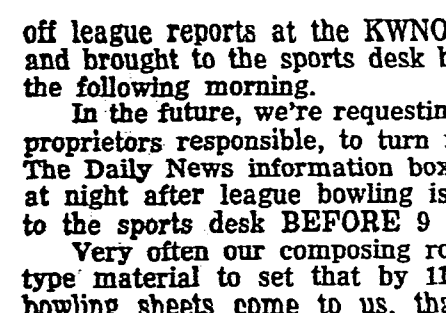 off league reports at the KWNO
and brought to the sports desk
the following morning.
In the future, we're requestin
proprietors responsible, to turn
The Daily News information box
at night after league bowling is
to the sports desk BEFORE 9
Very often our composing ro
type material to set that by 11
bowling sheets come to us, tha